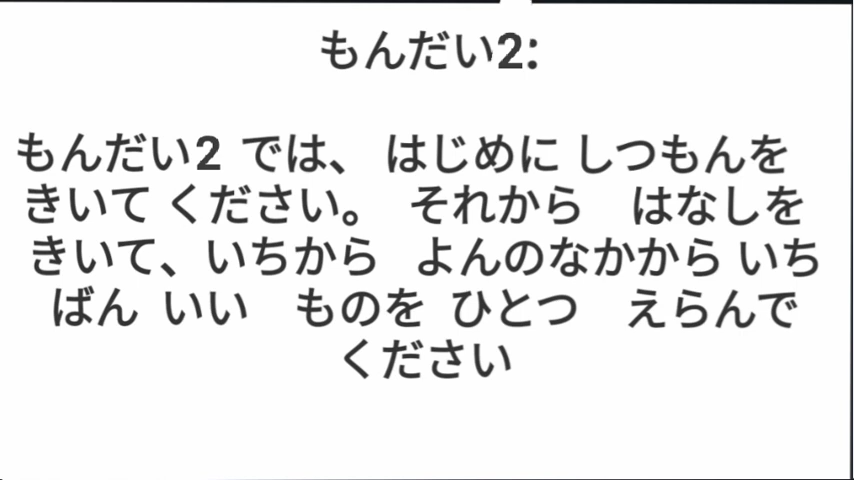 もんだい2:
もんだい2 では、 はじめに しつもんを
きいて ください。 それから はなしを
きいて、いちから よんのなかから いち
ばん いい ものを ひとつ えらんで
ください